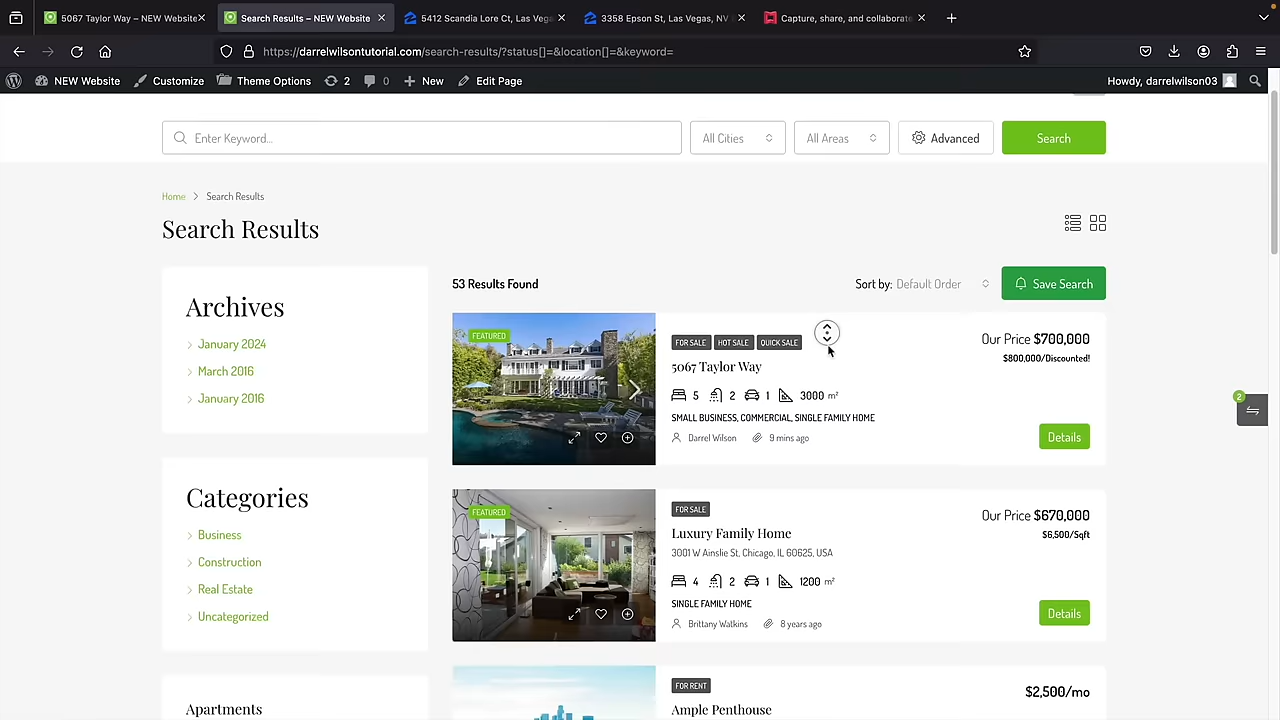 5067 Taylor Way – NEW Website
Search Results – NEW Website
5412 Scandia Lore Ct, Las Vega
3358 Epson St, Las Vegas, NV
Capture, share, and collaborate
https://darrelwilsontutorial.com/search-results/?status[]=&location[]=&keyword=
NEW Website
Customize
Theme Options
2
0
New
Edit Page
Howdy, darrelwilson03
Enter Keyword...
All Cities
All Areas
Advanced
Search
Home
Search Results
Search Results
Archives
January 2024
March 2016
January 2016
Categories
Business
Construction
Real Estate
Uncategorized
Apartments
53 Results Found
Sort by: Default Order
Save Search
FEATURED
FOR SALE HOT SALE QUICK SALE
5067 Taylor Way
5 2 1 3000 m²
SMALL BUSINESS, COMMERCIAL, SINGLE FAMILY HOME
Darrel Wilson 9 mins ago
Our Price $700,000
$800,000/Discounted!
Details
FEATURED
FOR SALE
Luxury Family Home
3001 W Ainslie St, Chicago, IL 60625, USA
4 2 1 1200 m²
SINGLE FAMILY HOME
Brittany Watkins 8 years ago
Our Price $670,000
$6,500/Sqft
Details
FOR RENT
Ample Penthouse
$2,500/mo
2